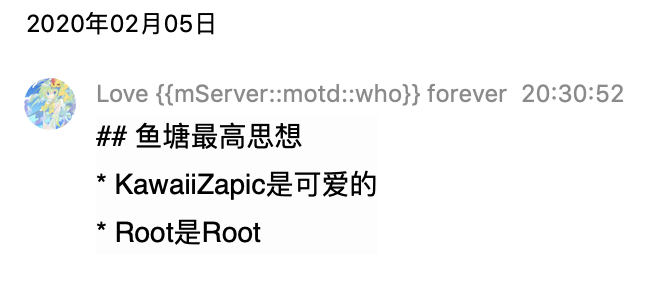 2020年02月05日
Love {{mServer::motd::who}} forever 20:30:52
## 鱼塘最高思想
* KawaiiZapic是可爱的
* Root是Root